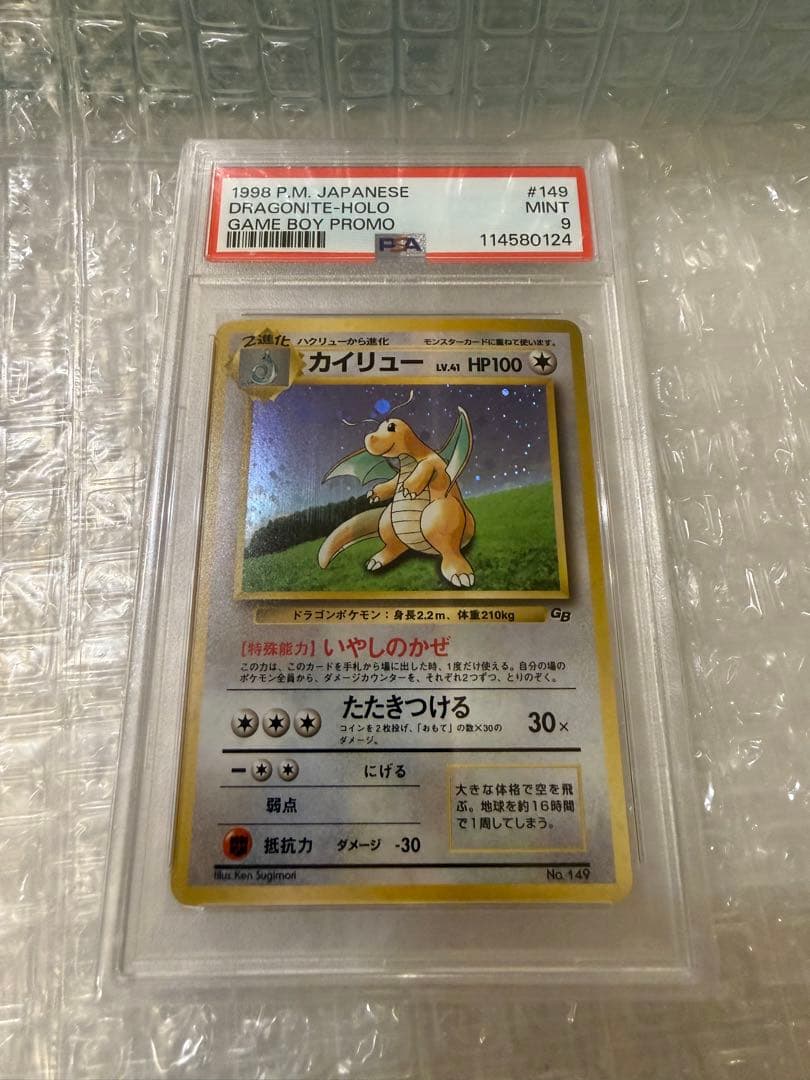 1998 P.M. JAPANESE #149
DRAGONITE-HOLO MINT
GAME BOY PROMO 9
PSA 114580124
2進化 ハクリューから進化 モンスターカードに重ねて使います。
カイリュー LV.41 HP100
ドラゴンポケモン：身長2.2m、体重210kg GB
[特殊能力] いやしのかぜ
この力は、このカードを手札から場に出した時、1度だけ使える。自分の場の
ポケモン全員から、ダメージカウンターを、それぞれ2つずつ、とりのぞく。
たたきつける 30×
コインを2枚投げ、「おもて」の数×30の
ダメージ。
にげる
弱点
抵抗力 ダメージ -30
大きな体格で空を飛
ぶ。地球を約16時間
で1周してしまう。
Illus. Ken Sugimori No. 149